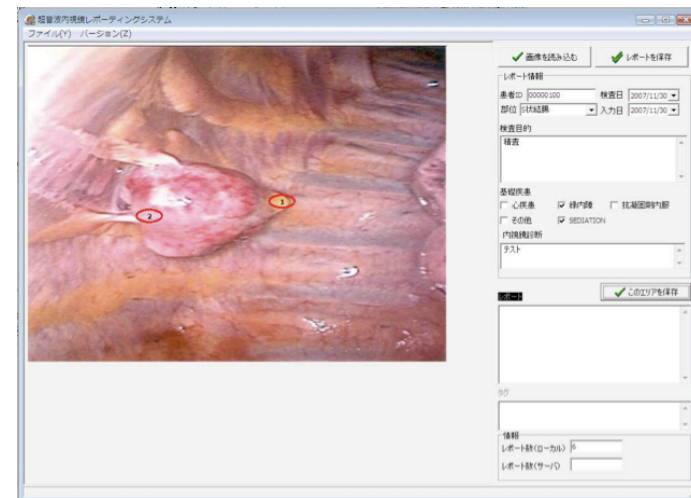 超音波内視鏡レポーティングシステム
ファイル(Y) バージョン(Z)
画像を読み込む
レポートを保存
レポート情報
患者ID 00000100 検査日 2007/11/30
部位 S状結腸 入力日 2007/11/30
検査目的
精査
基礎疾患
心疾患 緑内障 抗凝固剤内服
その他 SEDIATION
内視鏡診断
テスト
1
2
レポート
このエリアを保存
タグ
情報
レポート数(ローカル) 6
レポート数(サーバ)